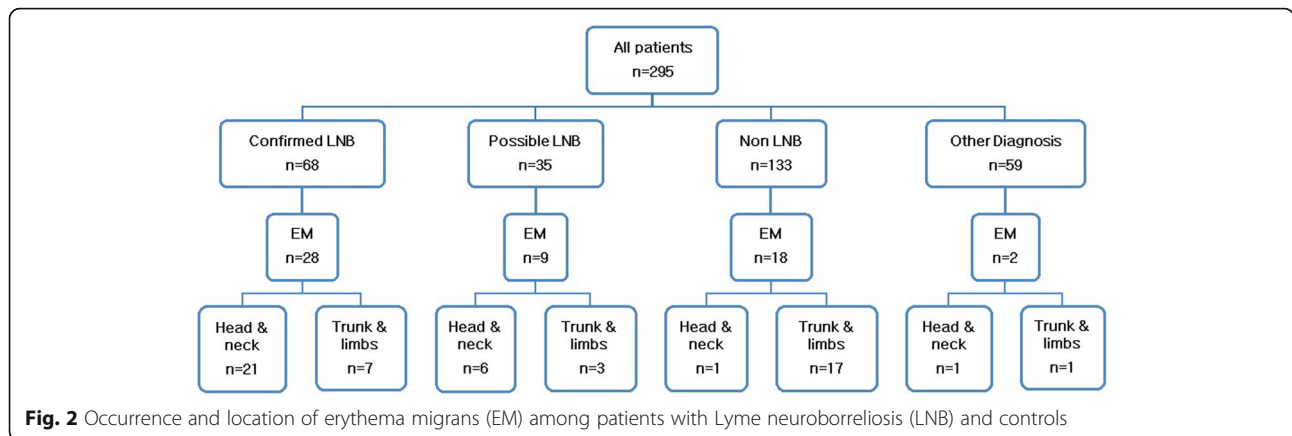 All patients
n=295
Confirmed LNB
n=68
Possible LNB
n=35
Non LNB
n=133
Other Diagnosis
n=59
EM
n=28
EM
n=9
EM
n=18
EM
n=2
Head &
neck
n=21
Trunk &
limbs
n=7
Head &
neck
n=6
Trunk &
limbs
n=3
Head &
neck
n=1
Trunk &
limbs
n=17
Head &
neck
n=1
Trunk &
limbs
n=1
Fig. 2 Occurrence and location of erythema migrans (EM) among patients with Lyme neuroborreliosis (LNB) and controls